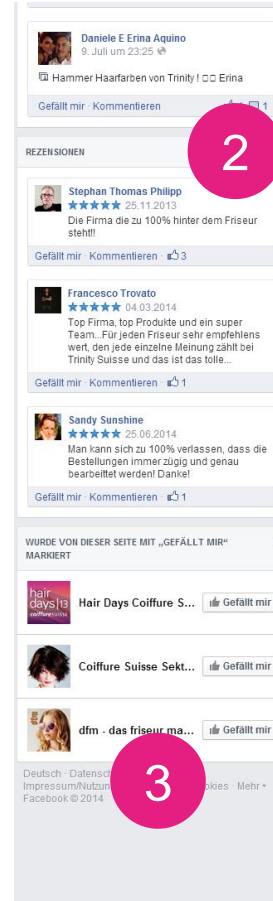 Daniele E Erina Aquino
9. Juli um 23:25
Hammer Haarfarben von Trinity ! □□ Erina
Gefällt mir · Kommentieren 1
2
REZENSIONEN
Stephan Thomas Philipp
★★★★★ 25.11.2013
Die Firma die zu 100% hinter dem Friseur
steht!!
Gefällt mir · Kommentieren · 3
Francesco Trovato
★★★★★ 04.03.2014
Top Firma, top Produkte und ein super
Team...Für jeden Friseur sehr empfehlens
wert, den jede einzelne Meinung zählt bei
Trinity Suisse und das ist das tolle...
Gefällt mir · Kommentieren · 1
Sandy Sunshine
★★★★★ 25.06.2014
Man kann sich zu 100% verlassen, dass die
Bestellungen immer zügig und genau
bearbeittet werden! Danke!
Gefällt mir · Kommentieren · 1
WURDE VON DIESER SEITE MIT „GEFÄLLT MIR“
MARKIERT
hair
days|13
coiffuresuisse
Hair Days Coiffure S... Gefällt mir
Coiffure Suisse Sekt... Gefällt mir
dfm
dfm - das friseur ma... Gefällt mir
Deutsch · Datensch
Impressum/Nutzun okies · Mehr
Facebook © 2014
3